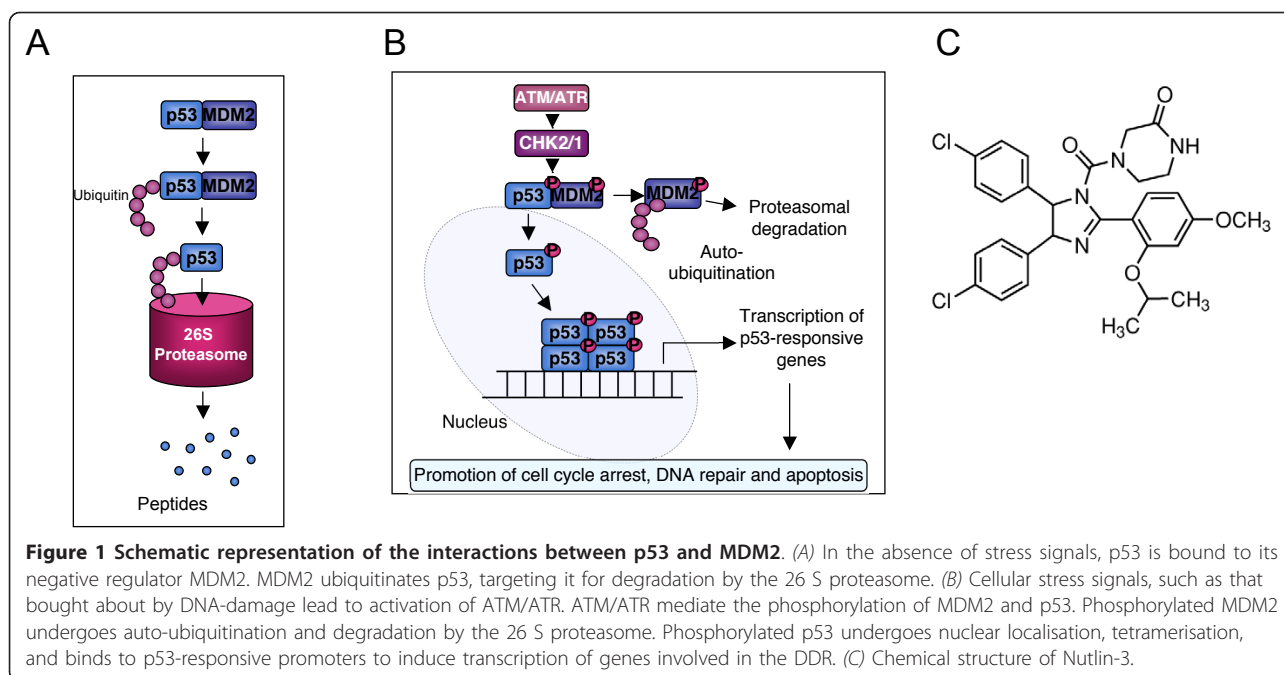 A
p53 MDM2
p53 MDM2
Ubiquitin
p53
26S
Proteasome
Peptides
B
ATM/ATR
CHK2/1
P P P
p53 MDM2 MDM2
Proteasomal
degradation
Auto-
ubiquitination
P
p53
P P
p53 p53
P P
p53 p53
Transcription of
p53-responsive
genes
Nucleus
Promotion of cell cycle arrest, DNA repair and apoptosis
C
O
Cl
O
N
NH
N
N
OCH3
O
Cl
CH3
H3C
Figure 1 Schematic representation of the interactions between p53 and MDM2. (A) In the absence of stress signals, p53 is bound to its
negative regulator MDM2. MDM2 ubiquitinates p53, targeting it for degradation by the 26 S proteasome. (B) Cellular stress signals, such as that
bought about by DNA-damage lead to activation of ATM/ATR. ATM/ATR mediate the phosphorylation of MDM2 and p53. Phosphorylated MDM2
undergoes auto-ubiquitination and degradation by the 26 S proteasome. Phosphorylated p53 undergoes nuclear localisation, tetramerisation,
and binds to p53-responsive promoters to induce transcription of genes involved in the DDR. (C) Chemical structure of Nutlin-3.